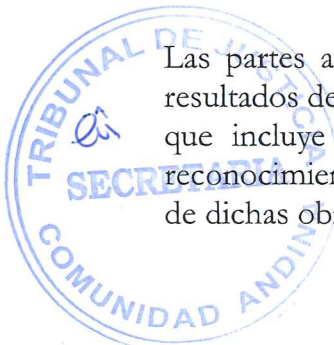 Las partes a
resultados de
que incluye
reconocimien
de dichas ob
TRIBUNAL DE JUSTICIA
SECRETARIA
COMUNIDAD ANDINA